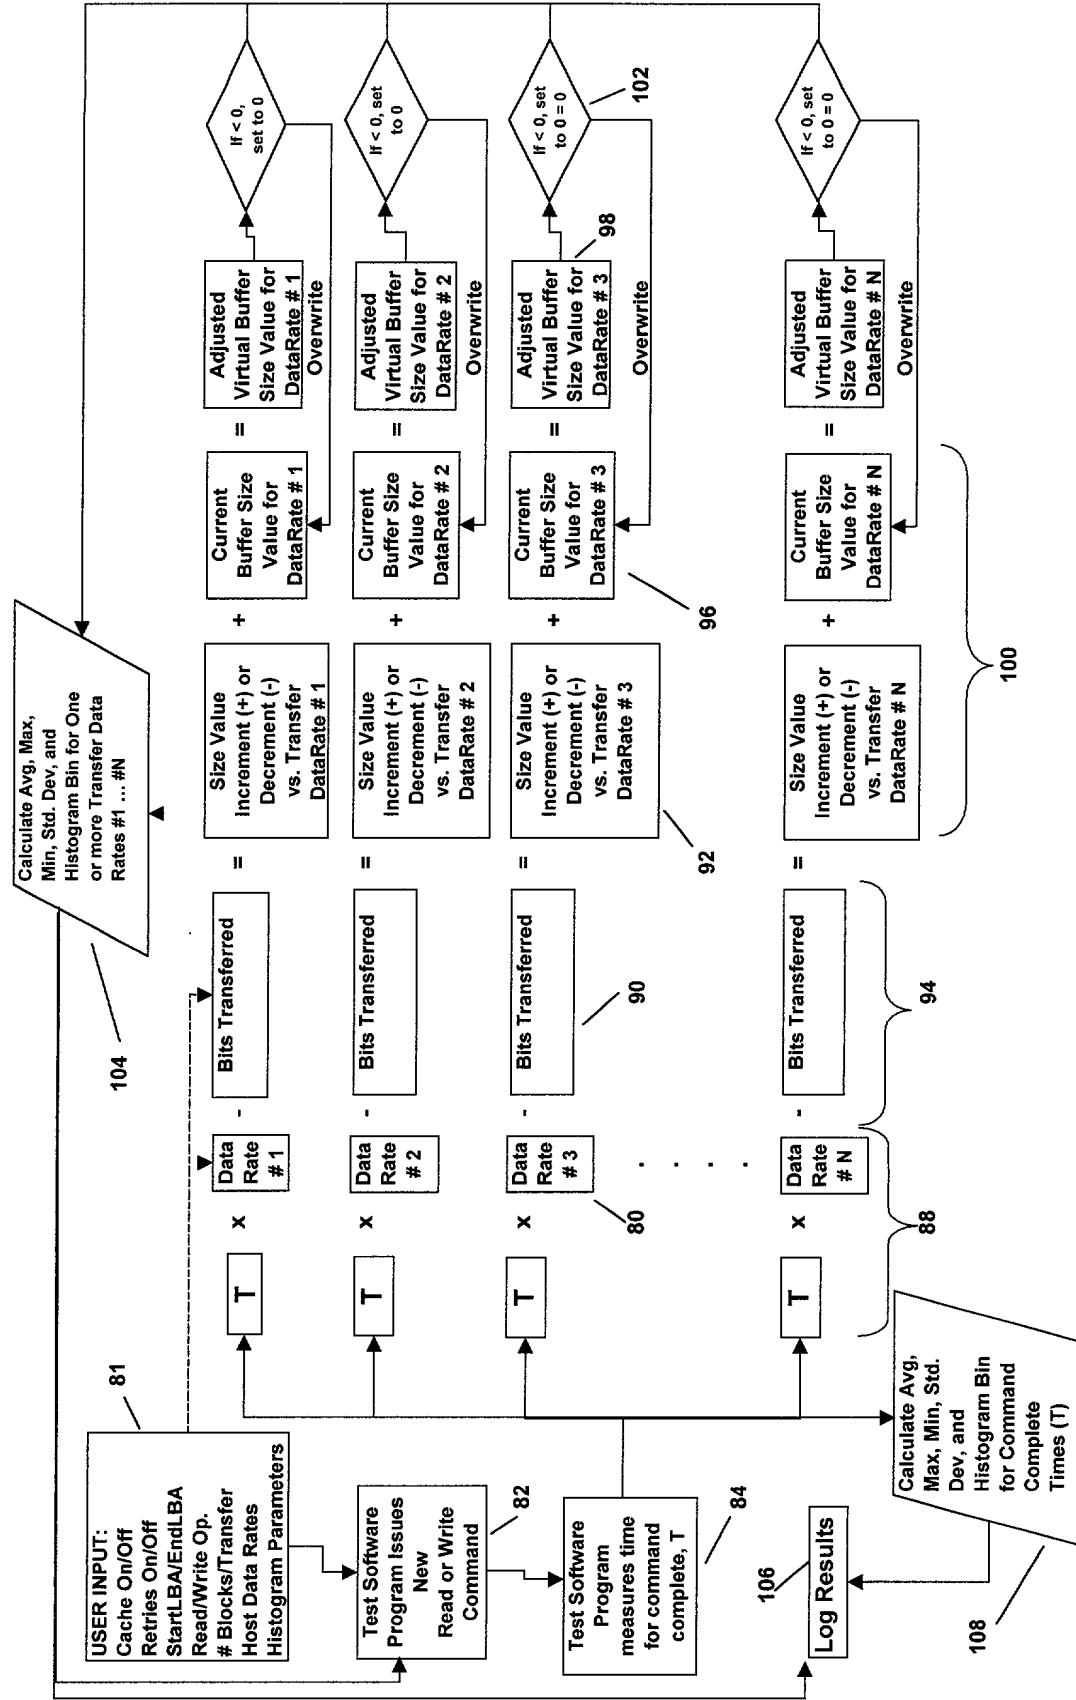 USER INPUT:
Cache On/Off
Retries On/Off
StartLBA/EndLBA
Read/Write Op.
# Blocks/Transfer
Host Data Rates
Histogram Parameters
81
Test Software
Program Issues
New
Read or Write
Command
82
Test Software
Program
measures time
for command
complete, T
84
Log Results
106
Calculate Avg,
Max, Min, Std.
Dev, and
Histogram Bin
for Command
Complete
Times (T)
108
Calculate Avg, Max,
Min, Std. Dev, and
Histogram Bin for One
or more Transfer Data
Rates #1 ... #N
104
T
x
Data
Rate
# 1
-
Bits Transferred
=
Size Value
Increment (+) or
Decrement (-)
vs. Transfer
DataRate # 1
+
Current
Buffer Size
Value for
DataRate # 1
=
Adjusted
Virtual Buffer
Size Value for
DataRate # 1
If < 0,
set to 0
Overwrite
T
x
Data
Rate
# 2
-
Bits Transferred
=
Size Value
Increment (+) or
Decrement (-)
vs. Transfer
DataRate # 2
+
Current
Buffer Size
Value for
DataRate # 2
=
Adjusted
Virtual Buffer
Size Value for
DataRate # 2
If < 0, set
to 0
Overwrite
T
x
Data
Rate
# 3
80
-
Bits Transferred
90
=
Size Value
Increment (+) or
Decrement (-)
vs. Transfer
DataRate # 3
92
+
Current
Buffer Size
Value for
DataRate # 3
96
=
Adjusted
Virtual Buffer
Size Value for
DataRate # 3
98
If < 0, set
to 0 = 0
102
Overwrite
. . . .
T
x
Data
Rate
# N
-
Bits Transferred
=
Size Value
Increment (+) or
Decrement (-)
vs. Transfer
DataRate # N
+
Current
Buffer Size
Value for
DataRate # N
=
Adjusted
Virtual Buffer
Size Value for
DataRate # N
If < 0, set
to 0 = 0
Overwrite
88
94
100